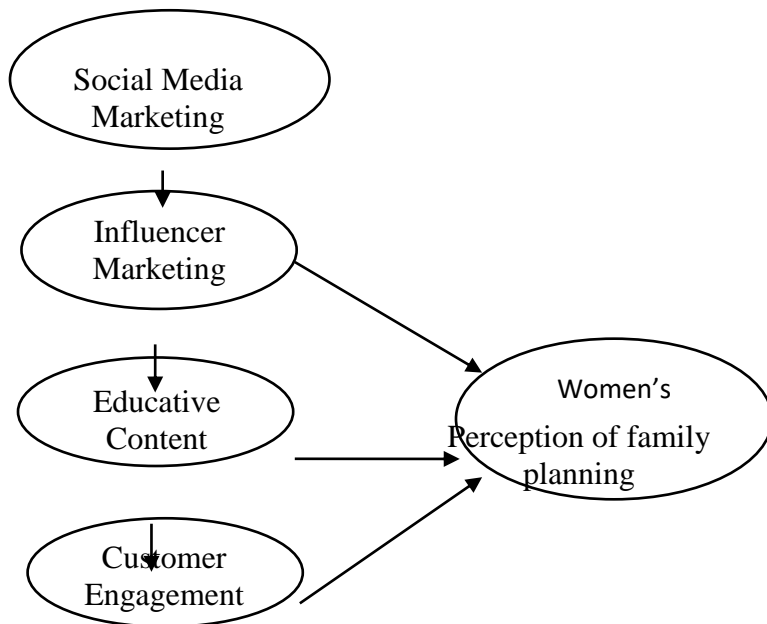 Social Media
Marketing
Influencer
Marketing
Educative
Content
Customer
Engagement
Women’s
Perception of family
planning